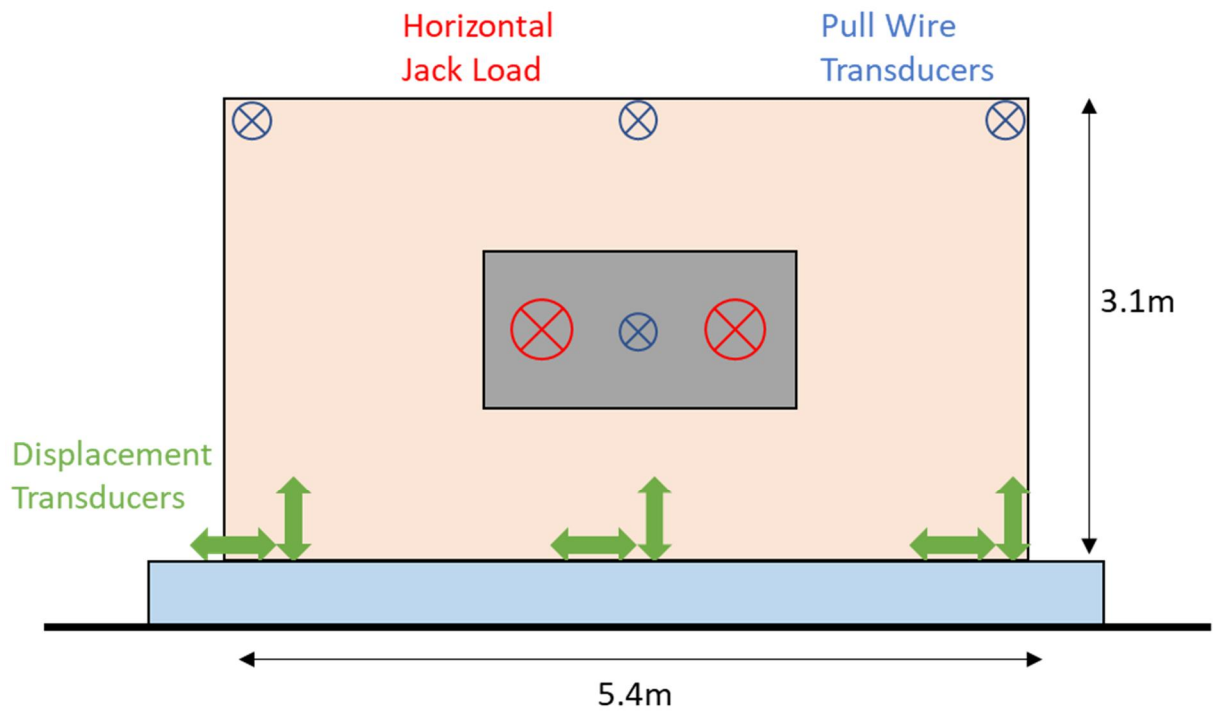 Horizontal
Jack Load
Pull Wire
Transducers
3.1m
Displacement
Transducers
5.4m